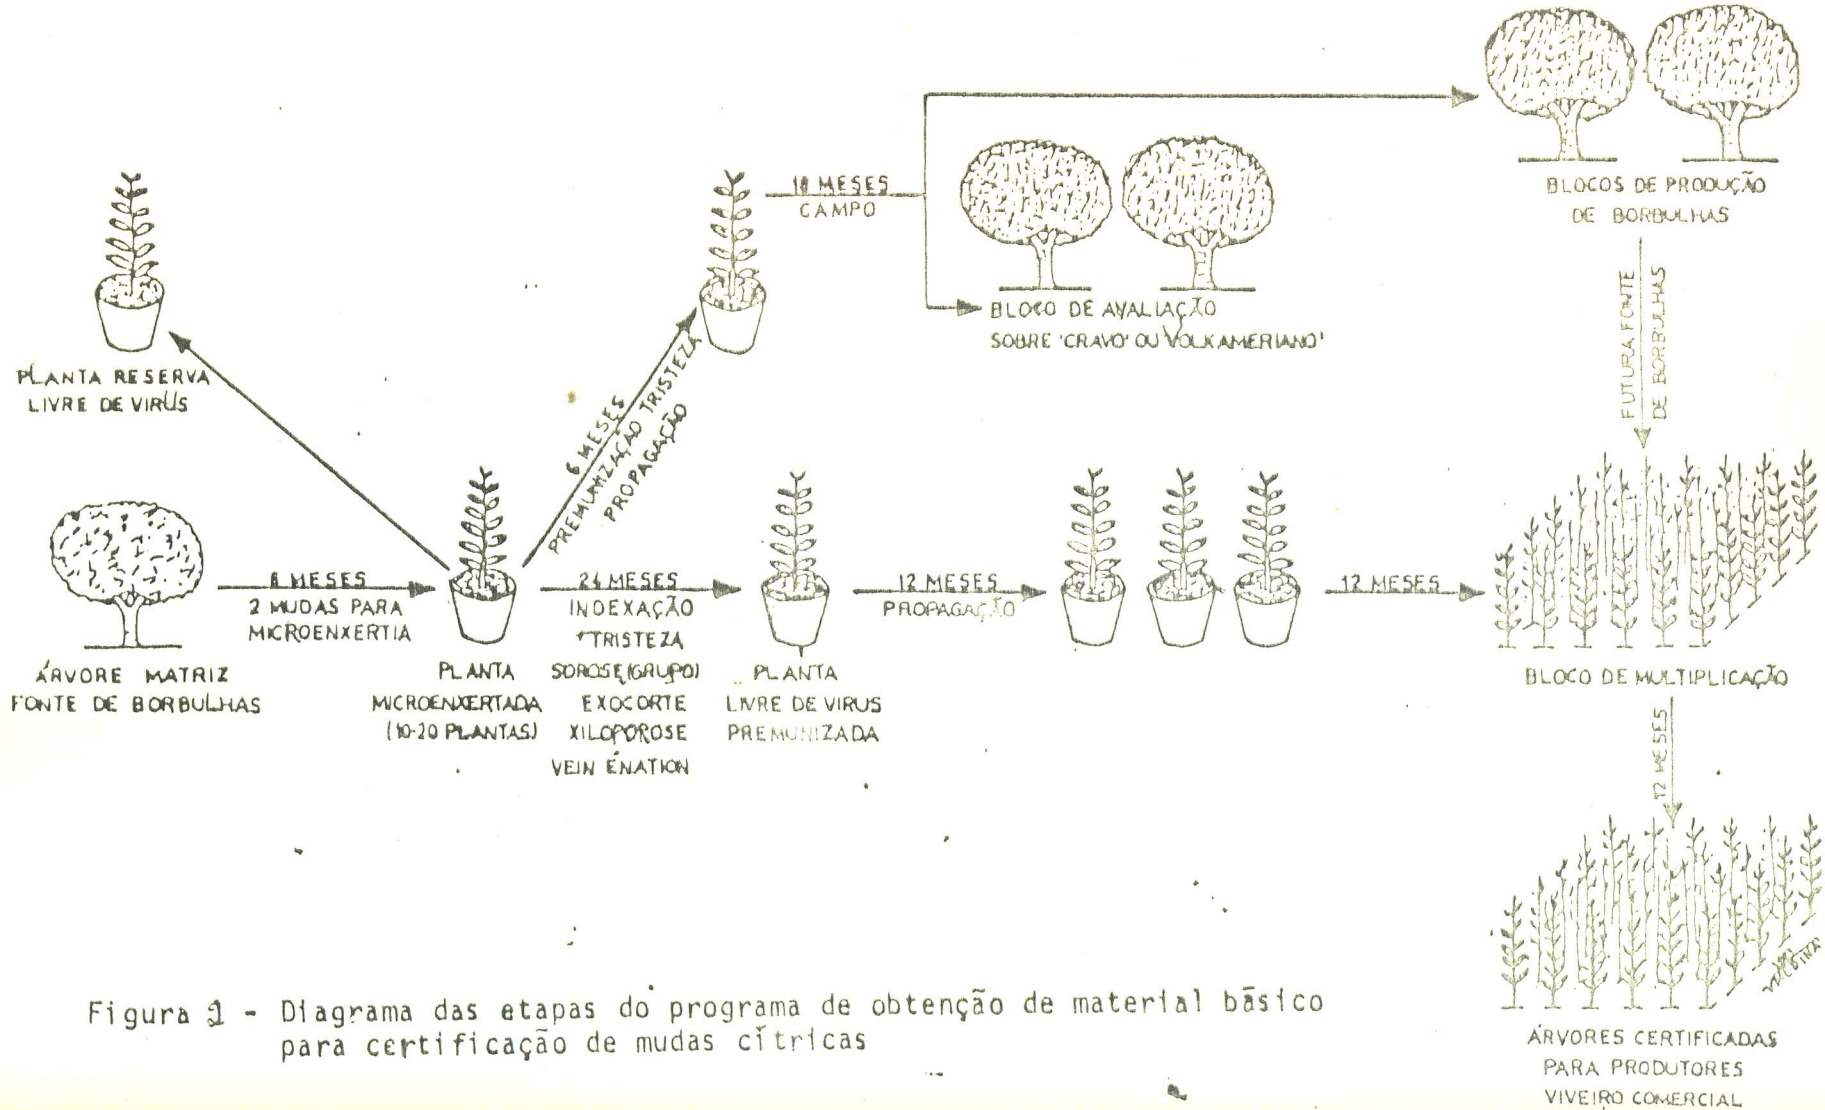 BLOCOS DE PRODUÇÃO
DE BORBULHAS
18 MESES
CAMPO
BLOCO DE AVALIAÇÃO
SOBRE 'CRAVO' OU VOLKAMERIANO'
FUTURA FONTE
DE BORBULHAS
PLANTA RESERVA
LIVRE DE VIRUS
6 MESES
PREMUNIZAÇÃO TRISTEZA
PROPAGAÇÃO
8 MESES
2 MUDAS PARA
MICROENXERTIA
24 MESES
INDEXAÇÃO
*TRISTEZA
SOROSE (GRUPO)
EXOCORTE
XILOPOROSE
VEIN ÉNATION
12 MESES
PROPAGAÇÃO
12 MESES
ÁRVORE MATRIZ
FONTE DE BORBULHAS
PLANTA
MICROENXERTADA
(10-20 PLANTAS)
PLANTA
LIVRE DE VIRUS
PREMUNIZADA
BLOCO DE MULTIPLICAÇÃO
12 MESES
ÁRVORES CERTIFICADAS
PARA PRODUTORES
VIVEIRO COMERCIAL
Figura 1 - Diagrama das etapas do programa de obtenção de material básico
para certificação de mudas cítricas